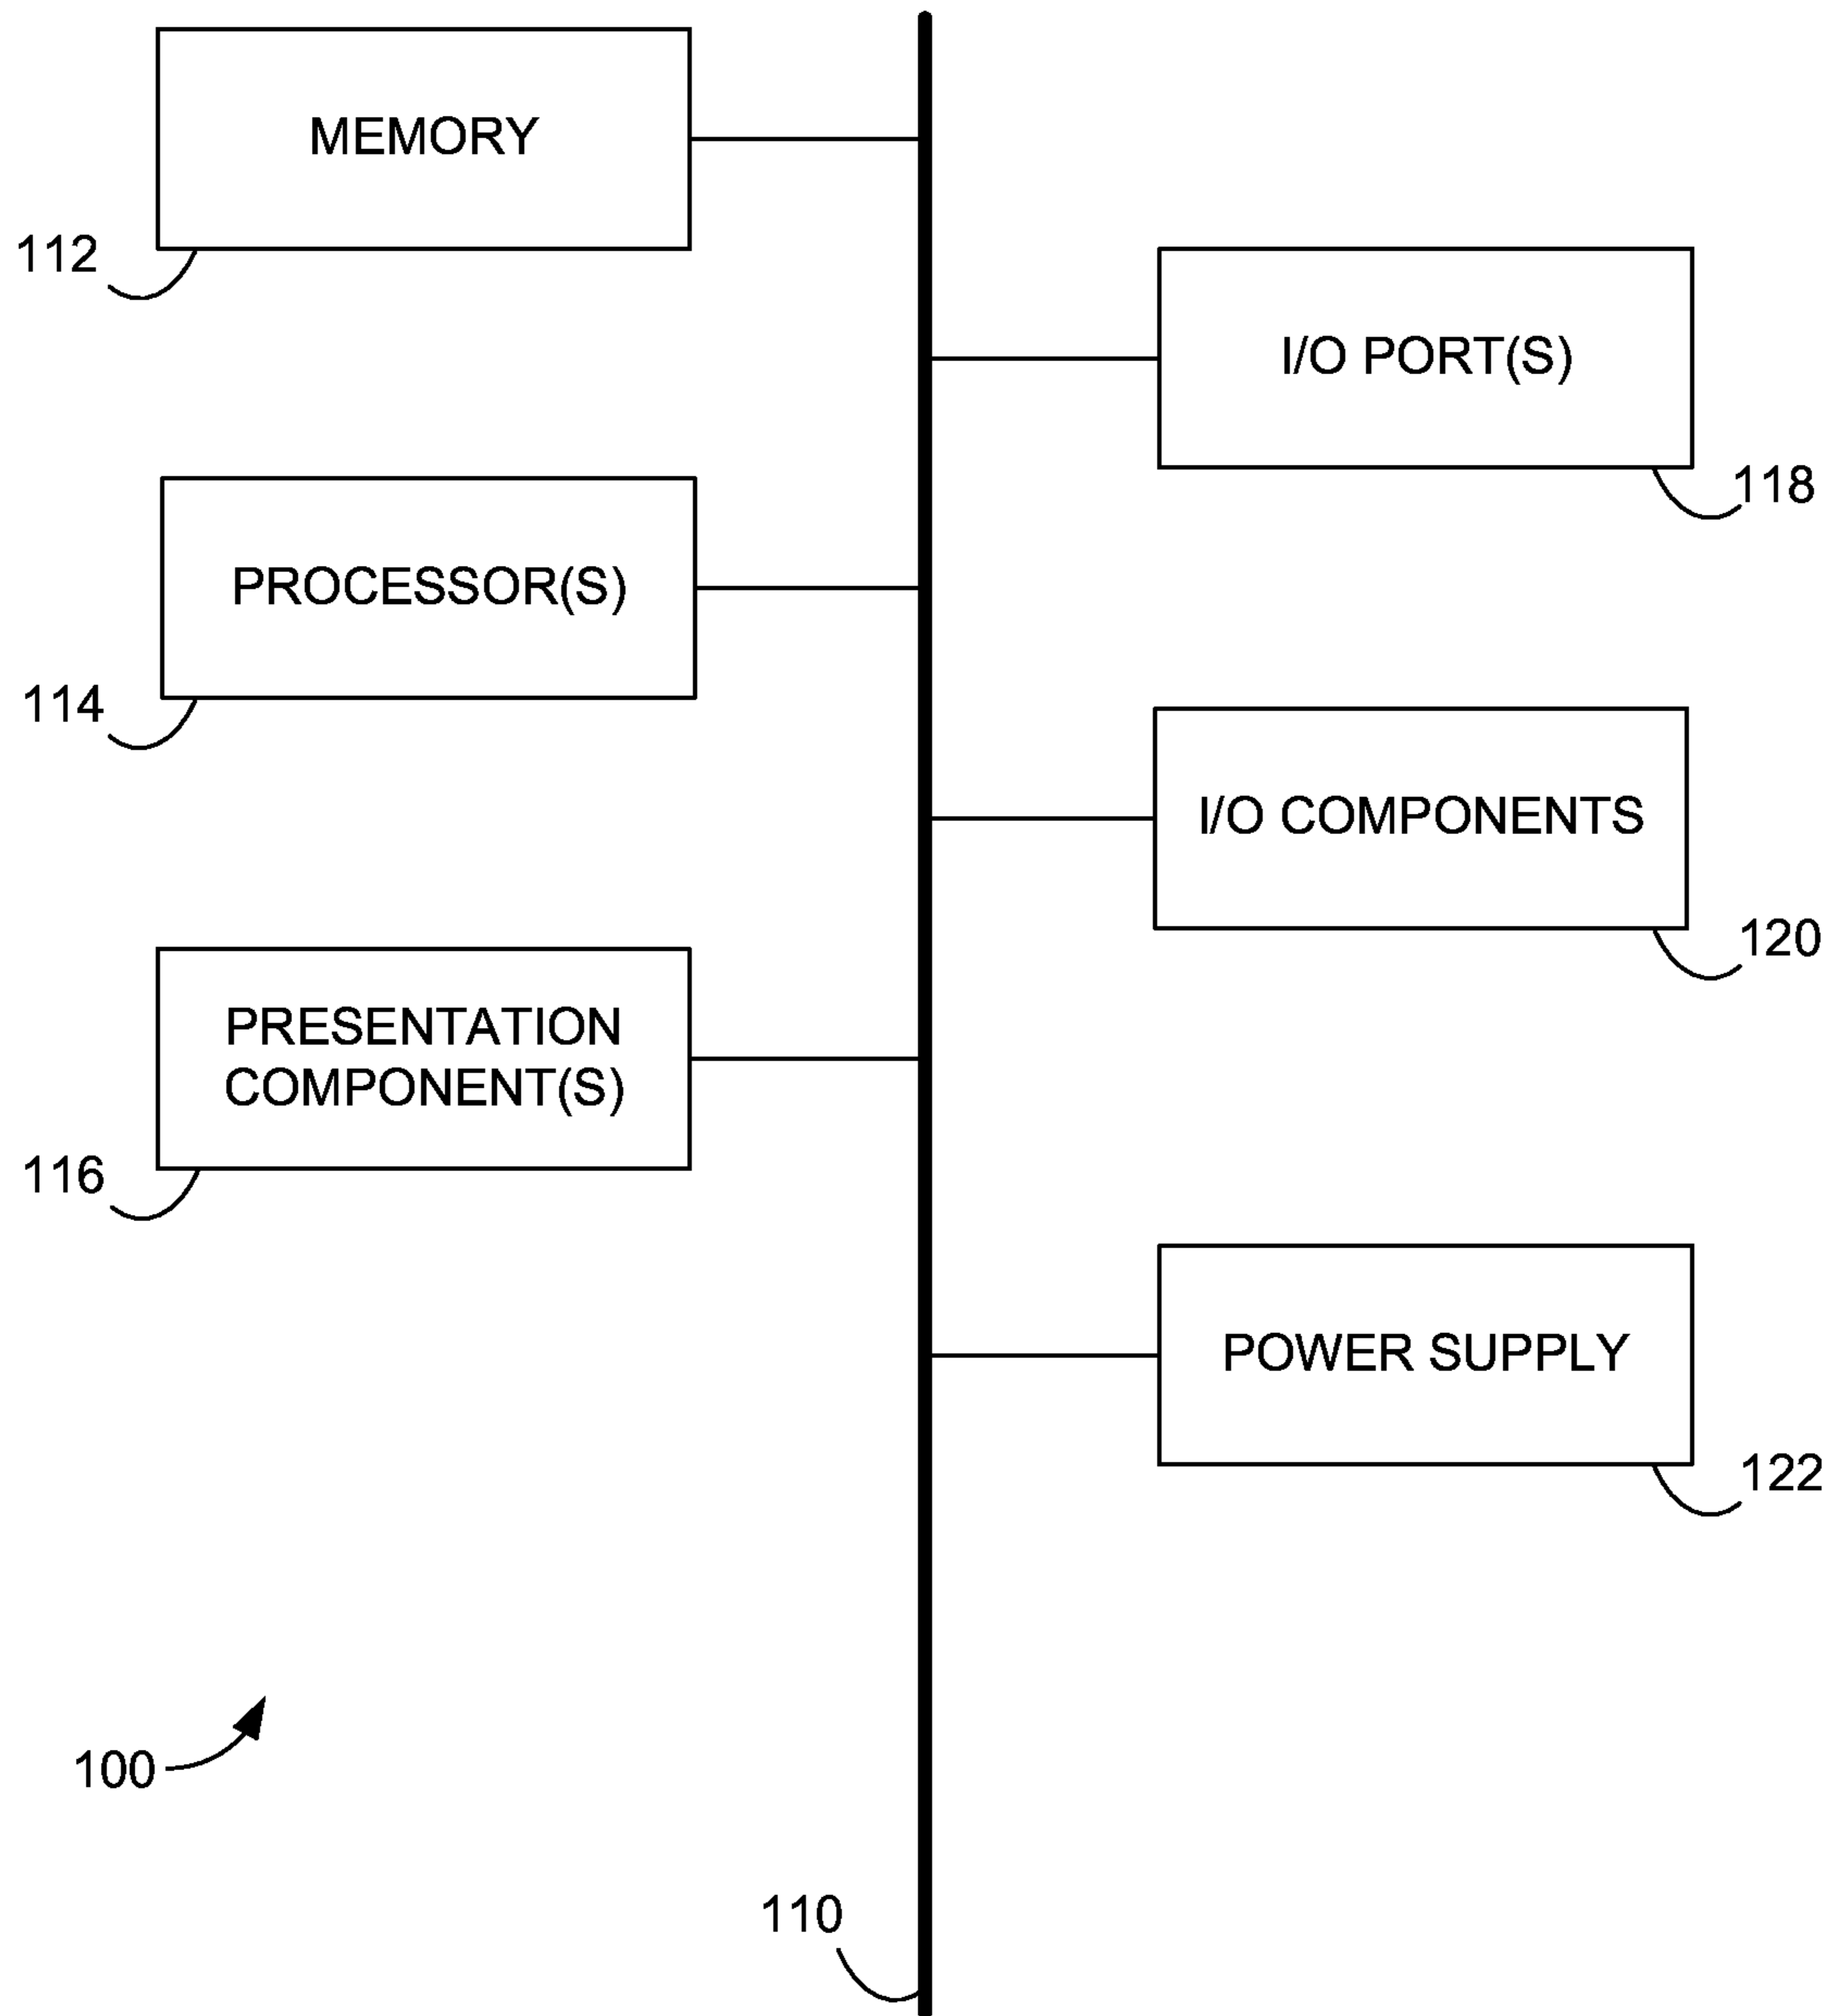 MEMORY
112
I/O PORT(S)
118
PROCESSOR(S)
114
I/O COMPONENTS
120
PRESENTATION
COMPONENT(S)
116
POWER SUPPLY
122
100
110